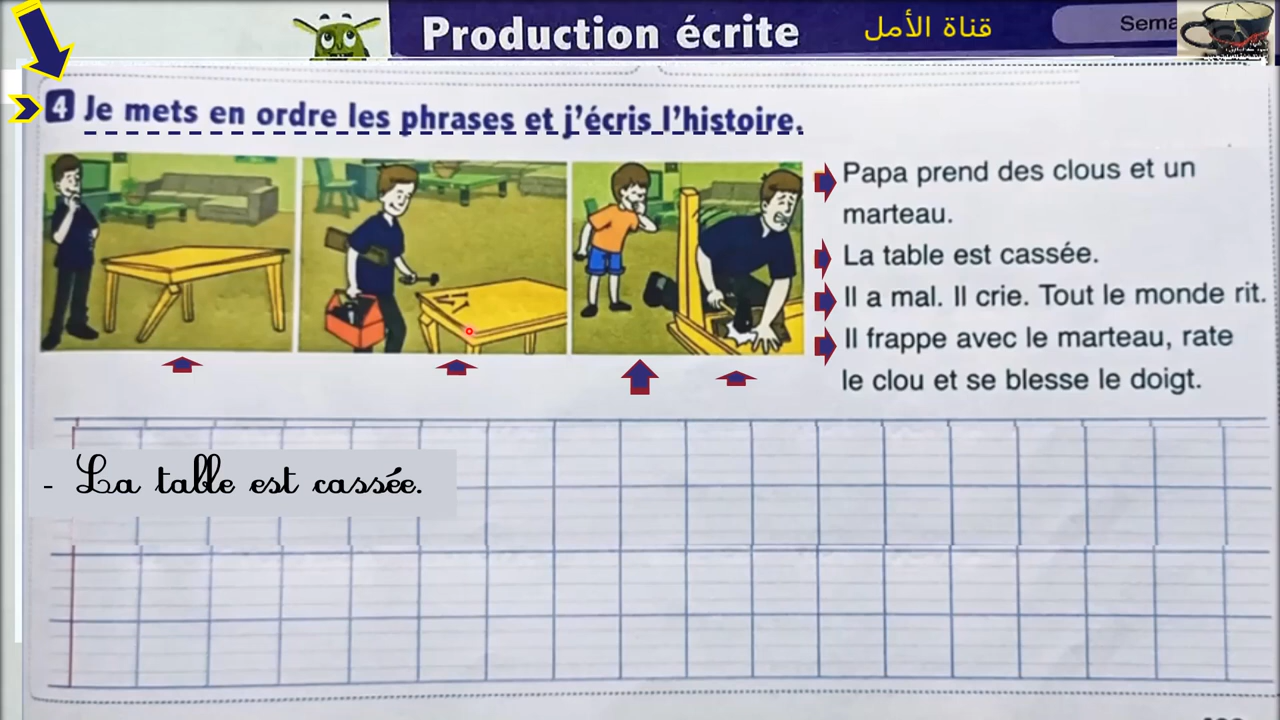 Production écrite
قناة الأمل
Sema
4 Je mets en ordre les phrases et j'écris l'histoire.
Papa prend des clous et un
marteau.
La table est cassée.
Il a mal. Il crie. Tout le monde rit.
Il frappe avec le marteau, rate
le clou et se blesse le doigt.
- La table est cassée.